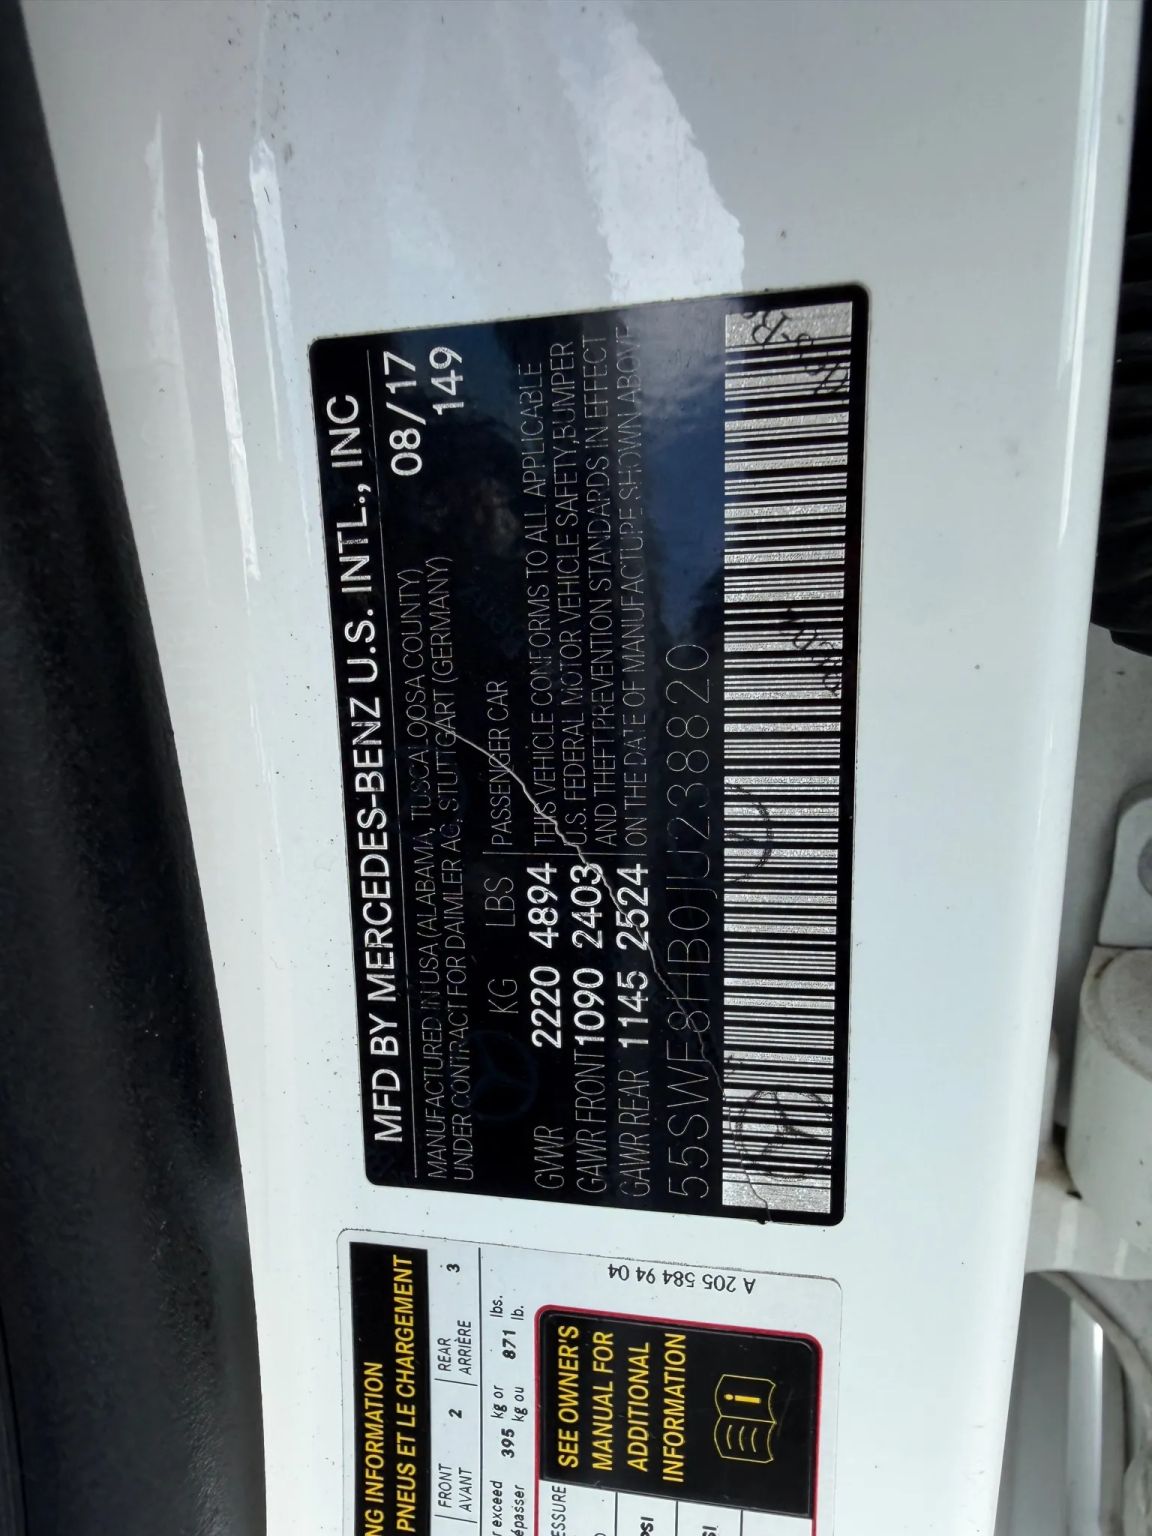 MFD BY MERCEDES-BENZ U.S. INTL., INC
MANUFACTURED IN USA (ALABAMA, TUSCALOOSA COUNTY) 08/17
UNDER CONTRACT FOR DAIMLER AG, STUTTGART (GERMANY) 149
KG LBS PASSENGER CAR
GVWR 2220 4894 THIS VEHICLE CONFORMS TO ALL APPLICABLE
GAWR FRONT 1090 2403 U.S. FEDERAL MOTOR VEHICLE SAFETY, BUMPER
AND THEFT PREVENTION STANDARDS IN EFFECT
GAWR REAR 1145 2524 ON THE DATE OF MANUFACTURE SHOWN ABOVE
55SWF8HB0JU238820
A 205 584 94 04
NG INFORMATION
PNEUS ET LE CHARGEMENT
FRONT 2 REAR 3
AVANT ARRIÈRE
exceed 395 kg or 871 lbs.
épasser kg ou lb.
SEE OWNER'S
MANUAL FOR
ADDITIONAL
INFORMATION
i
ESSURE
PSI
SI